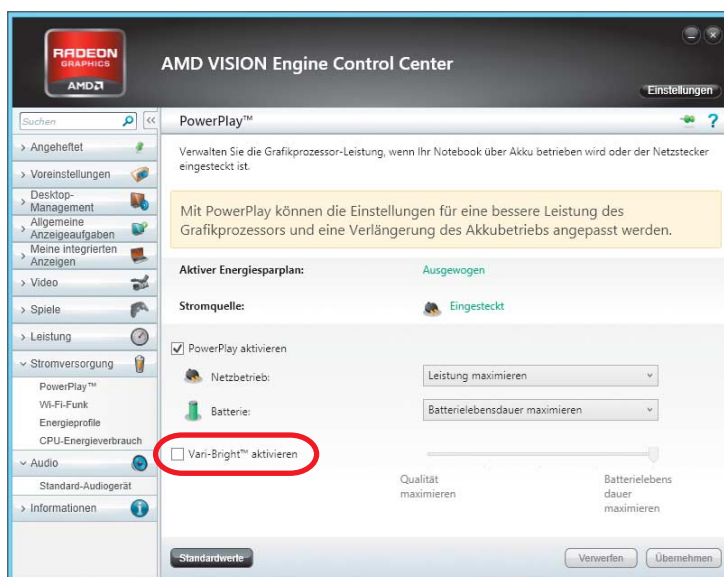 RADEON
GRAPHICS
AMD
AMD VISION Engine Control Center
Einstellungen
Suchen
Angeheftet
Voreinstellungen
Desktop-
Management
Allgemeine
Anzeigeaufgaben
Meine integrierten
Anzeigen
Video
Spiele
Leistung
Stromversorgung
PowerPlay™
Wi-Fi-Funk
Energieprofile
CPU-Energieverbrauch
Audio
Standard-Audiogerät
Informationen
PowerPlay™
Verwalten Sie die Grafikprozessor-Leistung, wenn Ihr Notebook über Akku betrieben wird oder der Netzstecker
eingesteckt ist.
Mit PowerPlay können die Einstellungen für eine bessere Leistung des
Grafikprozessors und eine Verlängerung des Akkubetriebs angepasst werden.
Aktiver Energiesparplan: Ausgewogen
Stromquelle: Eingesteckt
PowerPlay aktivieren
Netzbetrieb: Leistung maximieren
Batterie: Batterielebensdauer maximieren
Vari-Bright™ aktivieren
Qualität
maximieren
Batterielebens
dauer
maximieren
Standardwerte
Verwerfen
Übernehmen